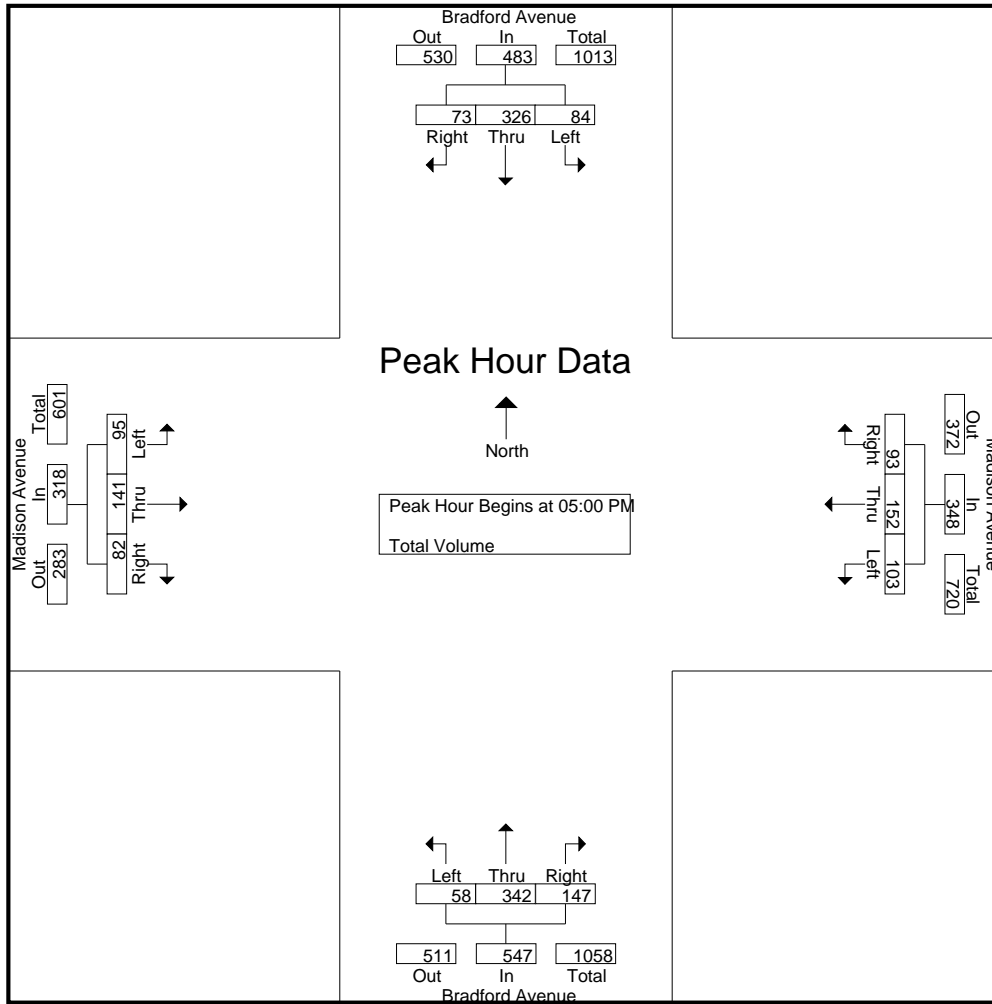 Bradford Avenue
Out In Total
530 483 1013
73 326 84
Right Thru Left
Peak Hour Data
North
Peak Hour Begins at 05:00 PM
Total Volume
Madison Avenue
Total In Out
601 318 283
95 141 82
Left Thru Right
Madison Avenue
Out In Total
372 348 720
93 152 103
Right Thru Left
Left Thru Right
58 342 147
511 547 1058
Out In Total
Bradford Avenue